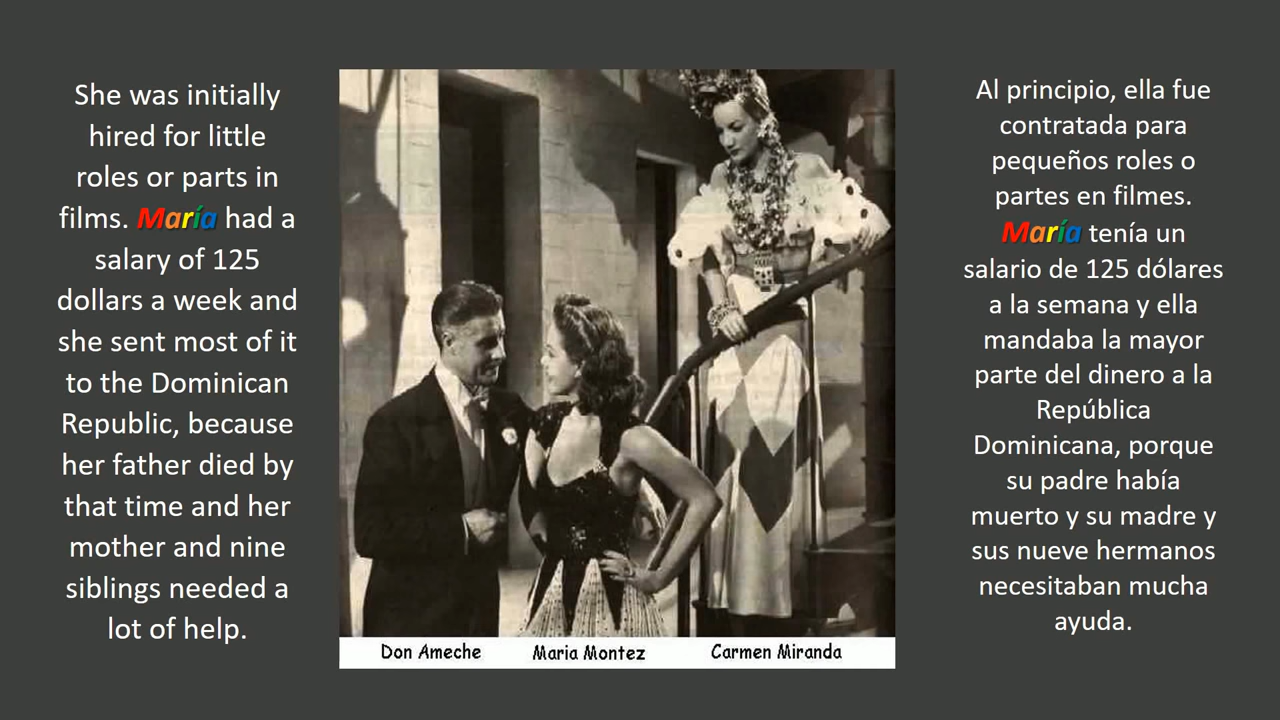 She was initially
hired for little
roles or parts in
films. María had a
salary of 125
dollars a week and
she sent most of it
to the Dominican
Republic, because
her father died by
that time and her
mother and nine
siblings needed a
lot of help.
Don Ameche
Maria Montez
Carmen Miranda
Al principio, ella fue
contratada para
pequeños roles o
partes en filmes.
María tenía un
salario de 125 dólares
a la semana y ella
mandaba la mayor
parte del dinero a la
República
Dominicana, porque
su padre había
muerto y su madre y
sus nueve hermanos
necesitaban mucha
ayuda.